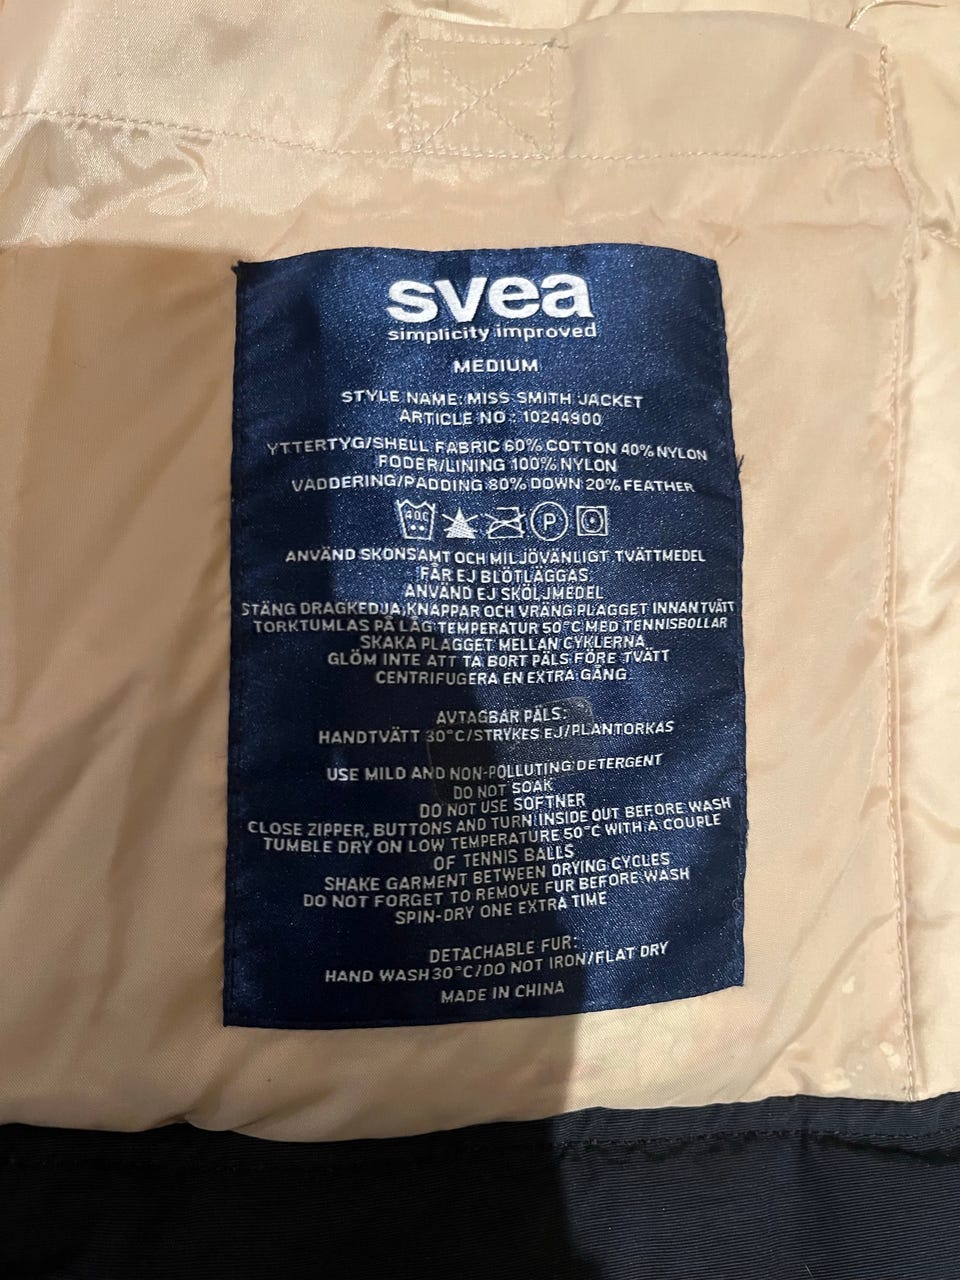 svea
simplicity improved
MEDIUM
STYLE NAME: MISS SMITH JACKET
ARTICLE NO.: 10244900
YTTERTYG/SHELL FABRIC 60% COTTON 40% NYLON
FODER/LINING 100% NYLON
VADDERING/PADDING 80% DOWN 20% FEATHER
40C P
ANVÄND SKONSAMT OCH MILJÖVÄNLIGT TVÄTTMEDEL
FÅR EJ BLÖTLÄGGAS
ANVÄND EJ SKÖLJMEDEL
STÄNG DRAGKEDJA, KNAPPAR OCH VRÄNG PLAGGET INNAN TVÄTT
TORKTUMLAS PÅ LÅG TEMPERATUR 50°C MED TENNISBOLLAR
SKAKA PLAGGET MELLAN CYKLERNA
GLÖM INTE ATT TA BORT PÄLS FÖRE TVÄTT
CENTRIFUGERA EN EXTRA GÅNG
AVTAGBAR PÄLS:
HANDTVÄTT 30°C/STRYKES EJ/PLANTORKAS
USE MILD AND NON-POLLUTING DETERGENT
DO NOT SOAK
DO NOT USE SOFTNER
CLOSE ZIPPER, BUTTONS AND TURN INSIDE OUT BEFORE WASH
TUMBLE DRY ON LOW TEMPERATURE 50°C WITH A COUPLE
OF TENNIS BALLS
SHAKE GARMENT BETWEEN DRYING CYCLES
DO NOT FORGET TO REMOVE FUR BEFORE WASH
SPIN-DRY ONE EXTRA TIME
DETACHABLE FUR:
HAND WASH 30°C/DO NOT IRON/FLAT DRY
MADE IN CHINA